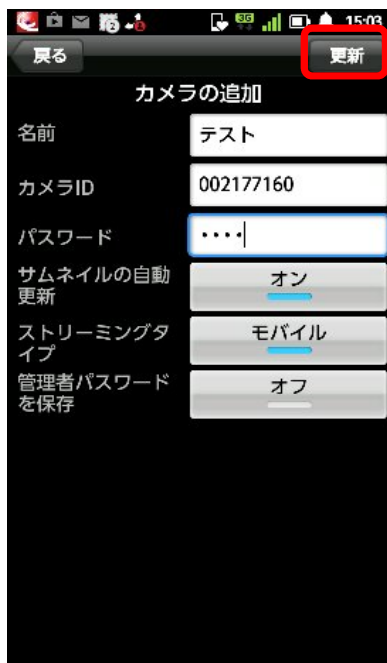 3G 15:03
戻る 更新
カメラの追加
名前 テスト
カメラID 002177160
パスワード ····
サムネイルの自動
更新 オン
ストリーミングタ
イプ モバイル
管理者パスワード
を保存 オフ